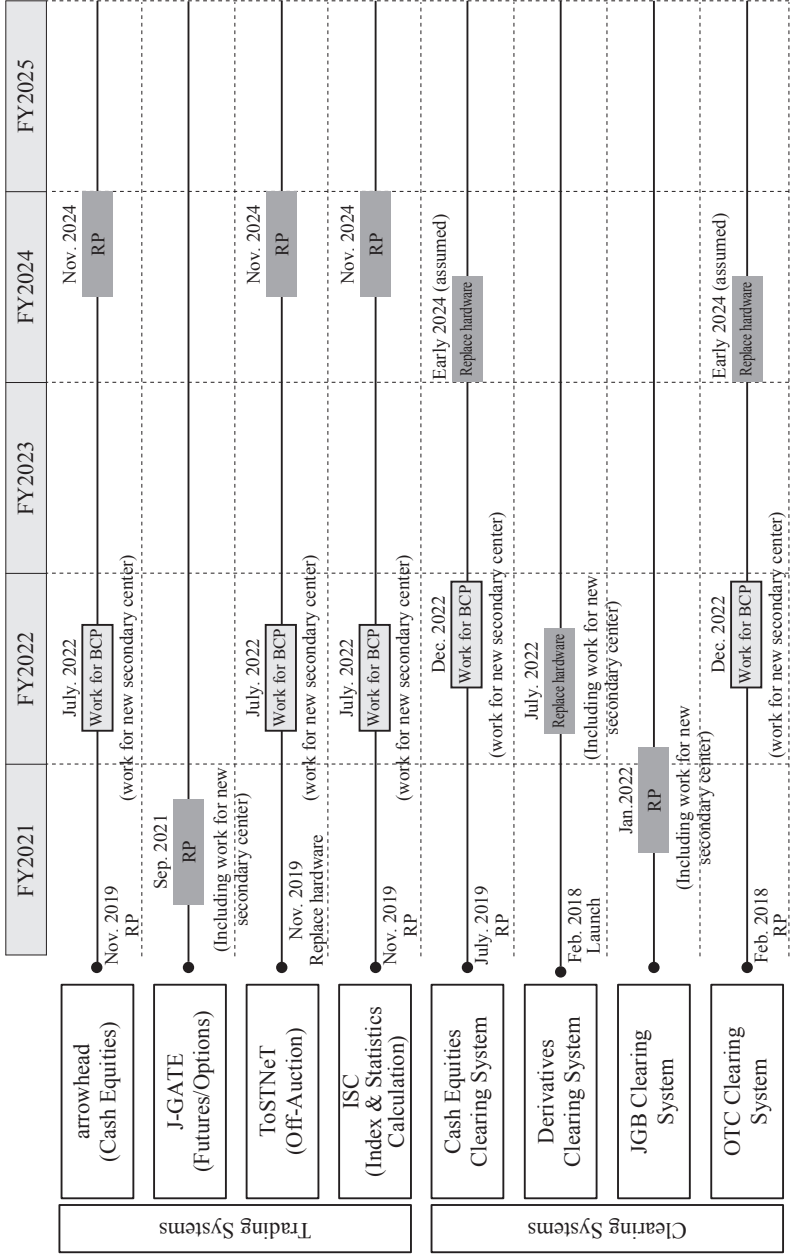 FY2021
FY2022
FY2023
FY2024
FY2025
Trading Systems
arrowhead
(Cash Equities)
Nov. 2019
RP
July. 2022
Work for BCP
(work for new secondary center)
Nov. 2024
RP
J-GATE
(Futures/Options)
Sep. 2021
RP
(Including work for new
secondary center)
ToSTNeT
(Off-Auction)
Nov. 2019
Replace hardware
July. 2022
Work for BCP
(work for new secondary center)
Nov. 2024
RP
ISC
(Index & Statistics
Calculation)
Nov. 2019
RP
July. 2022
Work for BCP
(work for new secondary center)
Nov. 2024
RP
Clearing Systems
Cash Equities
Clearing System
July. 2019
RP
Dec. 2022
Work for BCP
(work for new secondary center)
Early 2024 (assumed)
Replace hardware
Derivatives
Clearing System
Feb. 2018
Launch
July. 2022
Replace hardware
(Including work for new
secondary center)
JGB Clearing
System
Jan.2022
RP
(Including work for new
secondary center)
OTC Clearing
System
Feb. 2018
RP
Dec. 2022
Work for BCP
(work for new secondary center)
Early 2024 (assumed)
Replace hardware